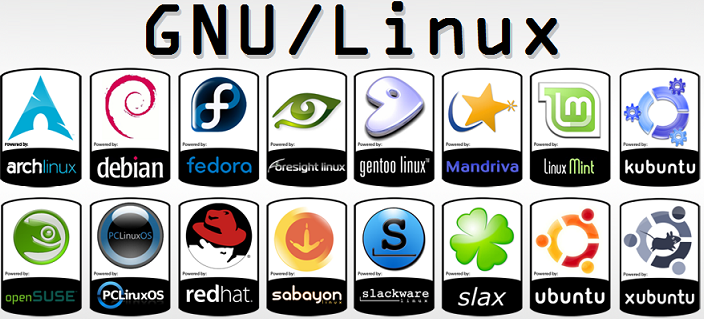 GNU/Linux
Powered by:
archlinux
Powered by:
debian
Powered by:
fedora
Powered by:
Foresight linux
Powered by:
gentoo linux™
Powered by:
Mandriva
Powered by:
Linux Mint
Powered by:
kubuntu
Powered by:
openSUSE
PCLinuxOS
Powered by:
PCLinuxOS
Powered by:
redhat.
Powered by:
sabayon
linux
S
Powered by:
slackware
linux
Powered by:
slax
Powered by:
ubuntu
Powered by:
xubuntu